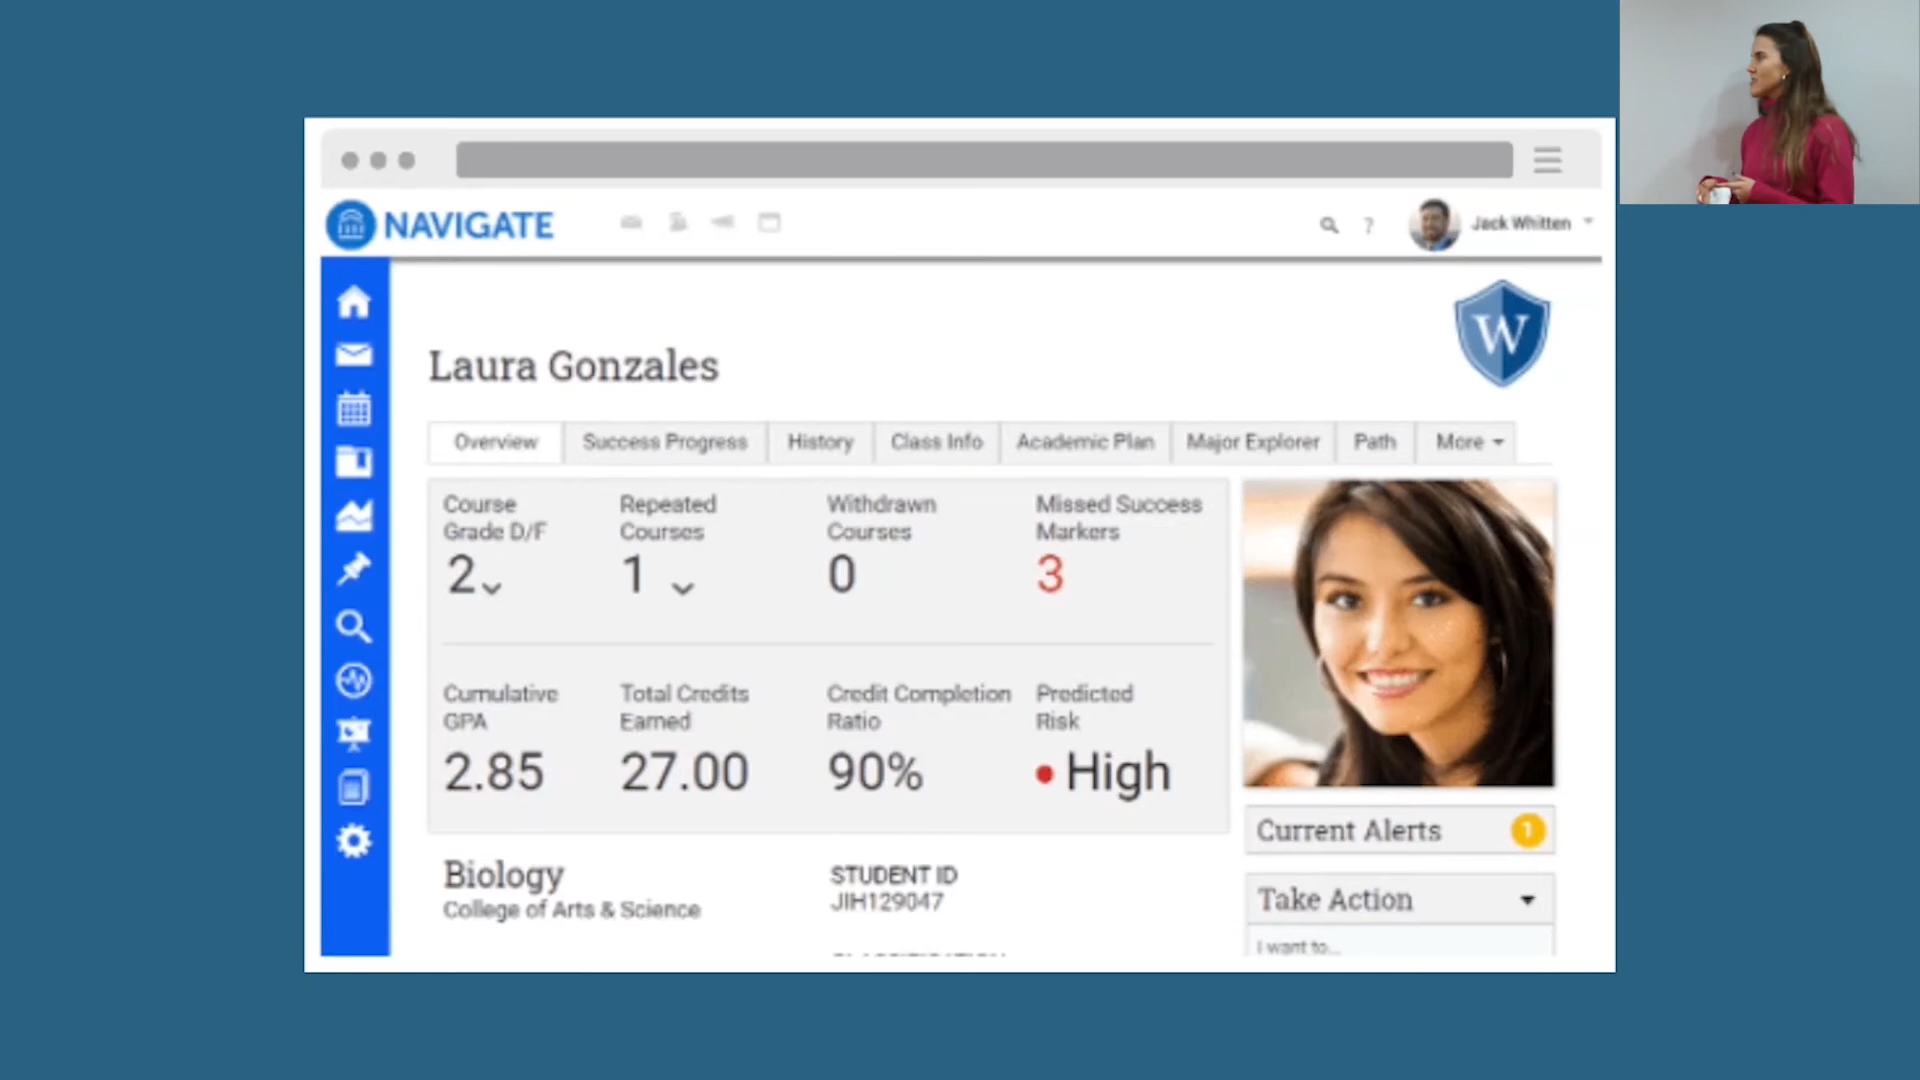 NAVIGATE
?
Jack Whitten
W
Laura Gonzales
Overview
Success Progress
History
Class Info
Academic Plan
Major Explorer
Path
More
Course
Grade D/F
2
Repeated
Courses
1
Withdrawn
Courses
0
Missed Success
Markers
3
Cumulative
GPA
2.85
Total Credits
Earned
27.00
Credit Completion
Ratio
90%
Predicted
Risk
High
Current Alerts
1
Take Action
I want to...
Biology
College of Arts & Science
STUDENT ID
JIH129047